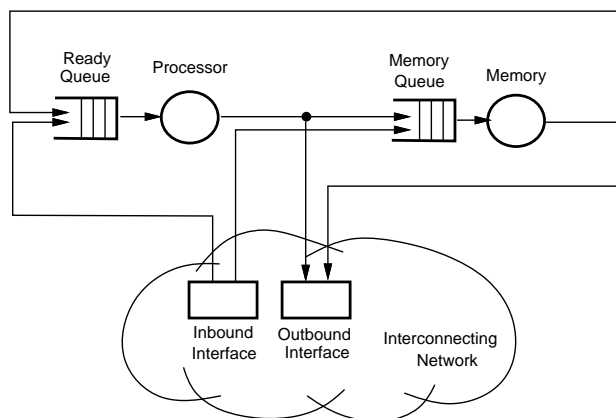 Ready
Queue
Processor
Memory
Queue
Memory
Inbound
Interface
Outbound
Interface
Interconnecting
Network